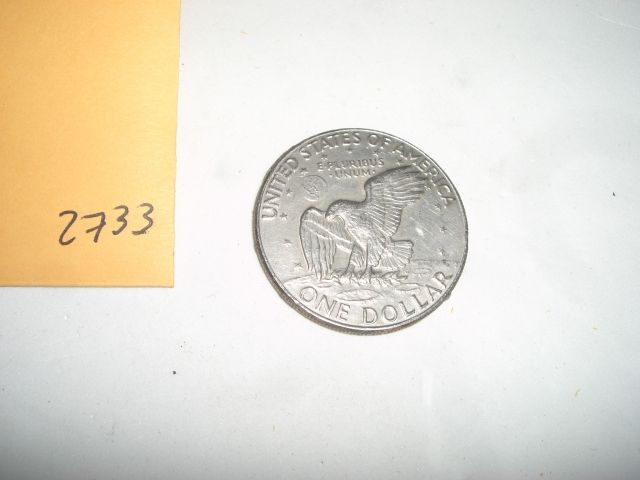 2733
UNITED STATES OF AMERICA
E PLURIBUS
UNUM
ONE DOLLAR